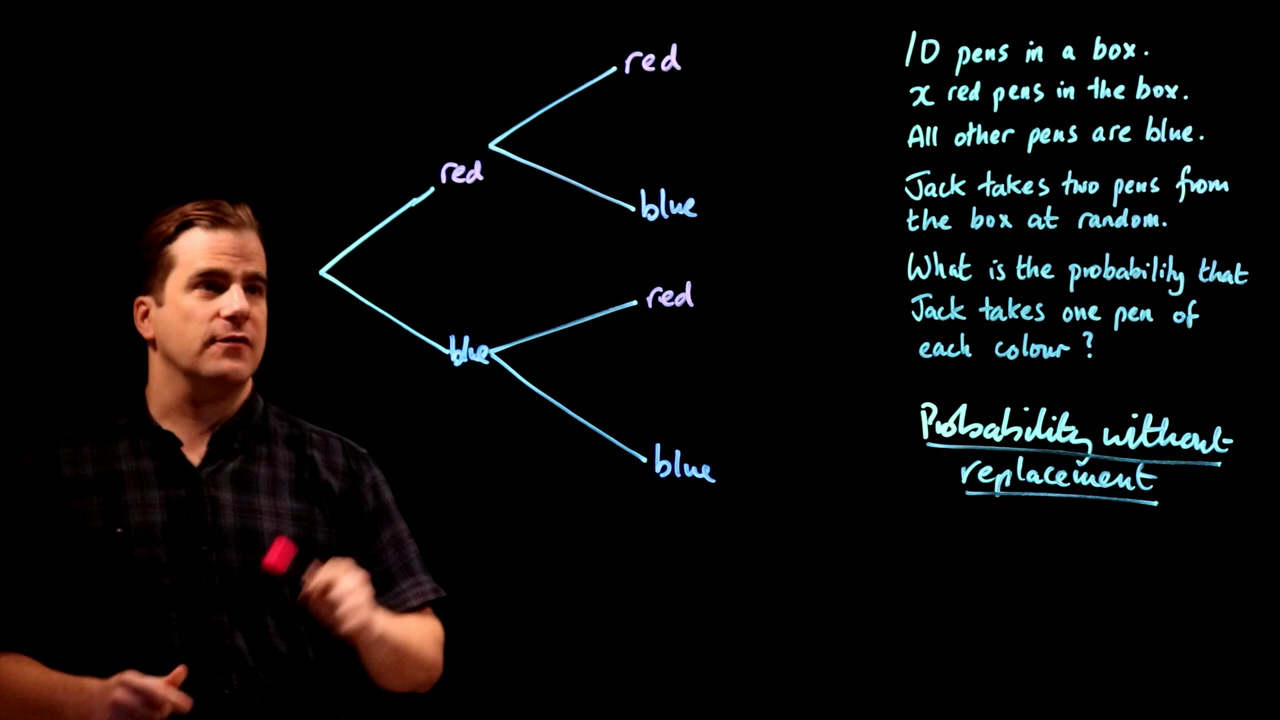 red
red
blue
red
blue
blue
10 pens in a box.
x red pens in the box.
All other pens are blue.
Jack takes two pens from
the box at random.
What is the probability that
Jack takes one pen of
each colour?
Probability without
replacement